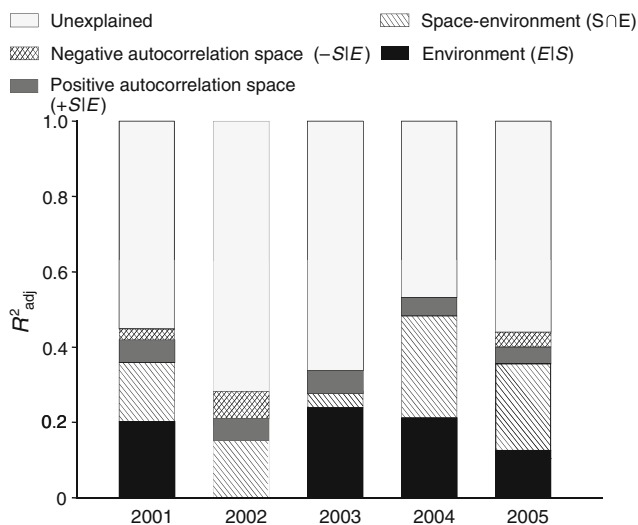 Unexplained
Space-environment (S∩E)
Negative autocorrelation space (−S|E)
Environment (E|S)
Positive autocorrelation space
(+S|E)
1.0
0.8
0.6
0.4
0.2
0
R²adj
2001 2002 2003 2004 2005